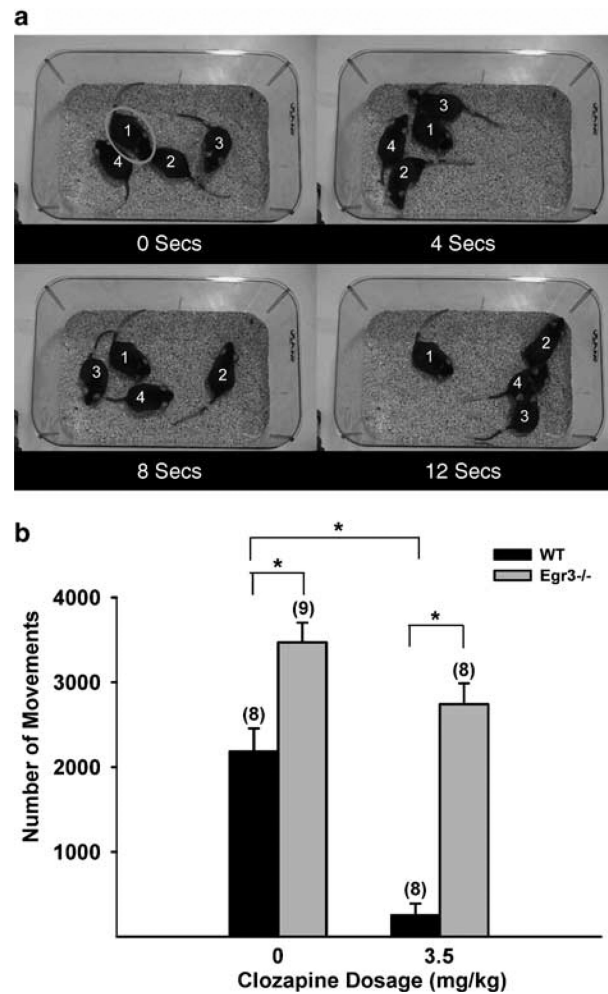 a
1
4
2
3
0 Secs
3
1
4
2
4 Secs
1
3
4
2
8 Secs
1
2
4
3
12 Secs
b
*
WT
Egr3-/-
*
*
4000
3000
2000
1000
(8)
(9)
(8)
(8)
Number of Movements
0
3.5
Clozapine Dosage (mg/kg)